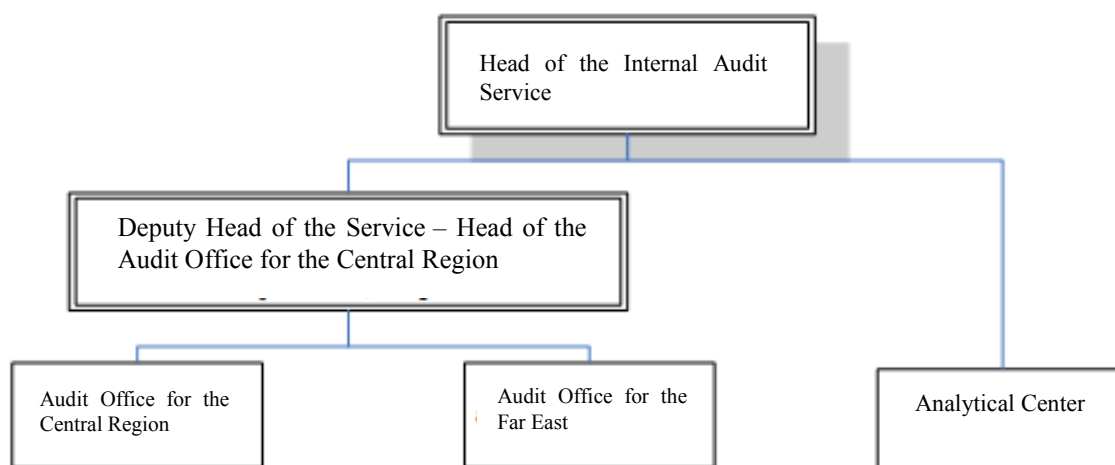 Head of the Internal Audit
Service
Deputy Head of the Service – Head of the
Audit Office for the Central Region
Audit Office for the
Central Region
Audit Office for the
Far East
Analytical Center